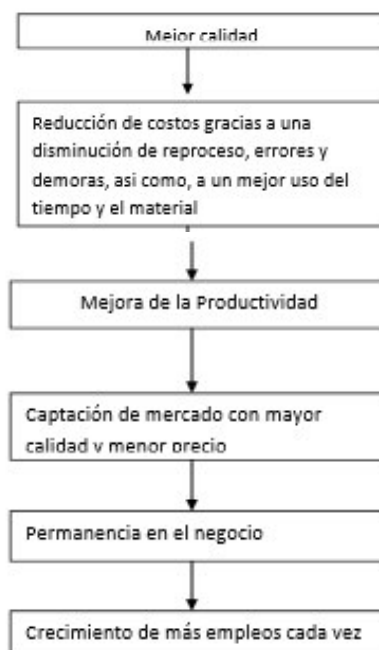 Mejor calidad
Reducción de costos gracias a una
disminución de reproceso, errores y
demoras, asi como, a un mejor uso del
tiempo y el material
Mejora de la Productividad
Captación de mercado con mayor
calidad y menor precio
Permanencia en el negocio
Crecimiento de más empleos cada vez